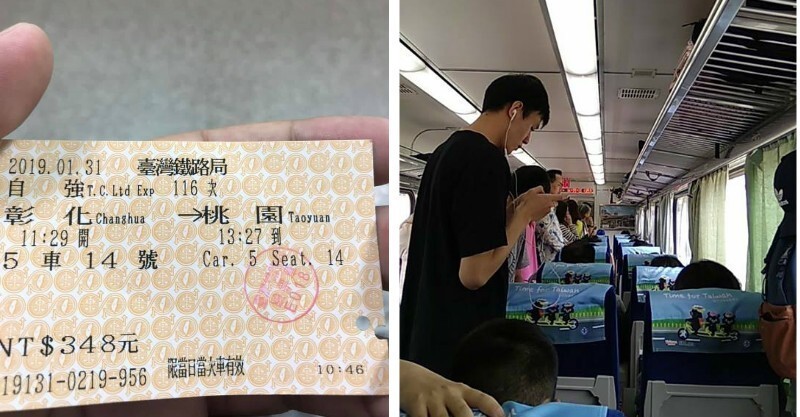 2019.01.31 臺灣鐵路局
自強 T.C. Ltd Exp 116 次
彰化 Changhua →桃園 Taoyuan
11:29 開 13:27 到
5 車 14 號 Car. 5 Seat. 14
NT$348元
限當日當次車有效
19131-0219-956 10:46
Time for Taiwan
Time for Taiwan